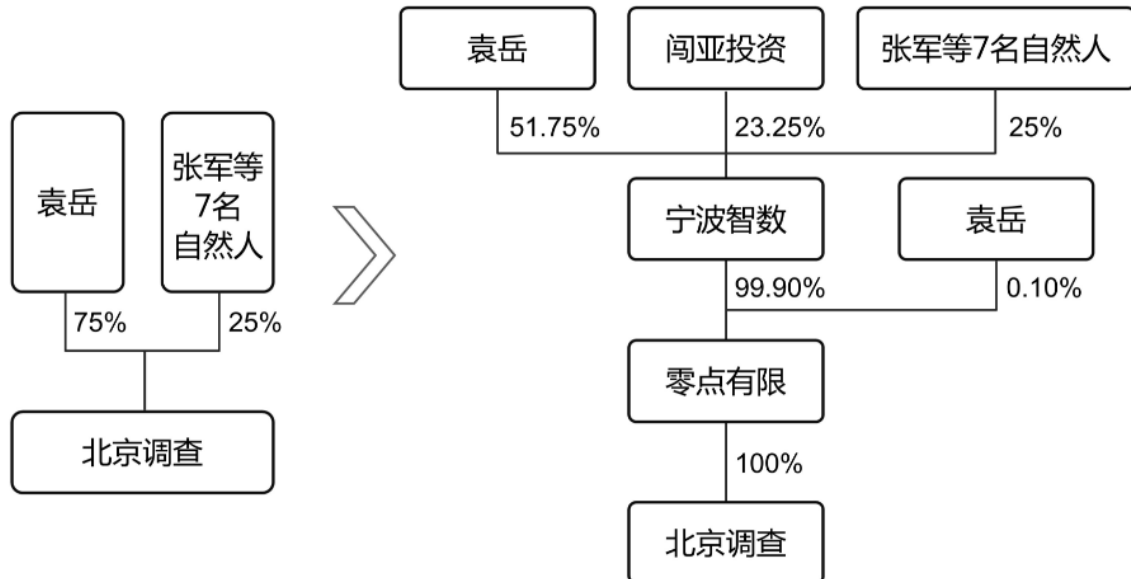 袁岳
张军等
7名
自然人
75%
25%
北京调查
袁岳
闯亚投资
张军等7名自然人
51.75%
23.25%
25%
宁波智数
袁岳
99.90%
0.10%
零点有限
100%
北京调查